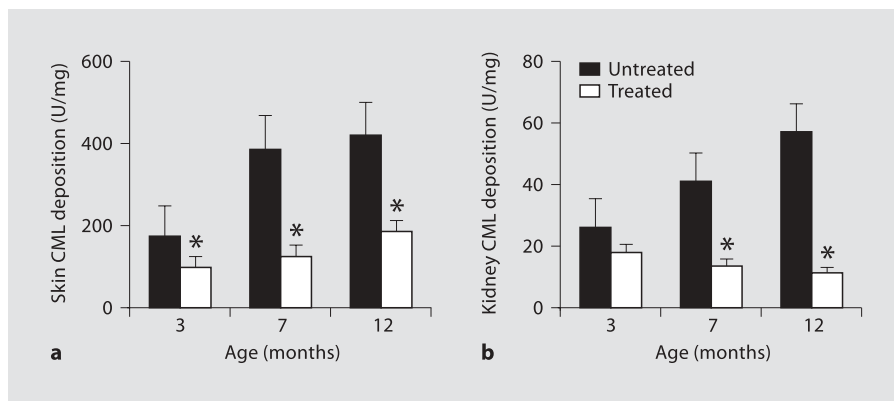 600
400
200
0
Skin CML deposition (U/mg)
*
*
*
3 7 12
Age (months)
a
80
60
40
20
0
Kidney CML deposition (U/mg)
Untreated
Treated
*
*
3 7 12
Age (months)
b